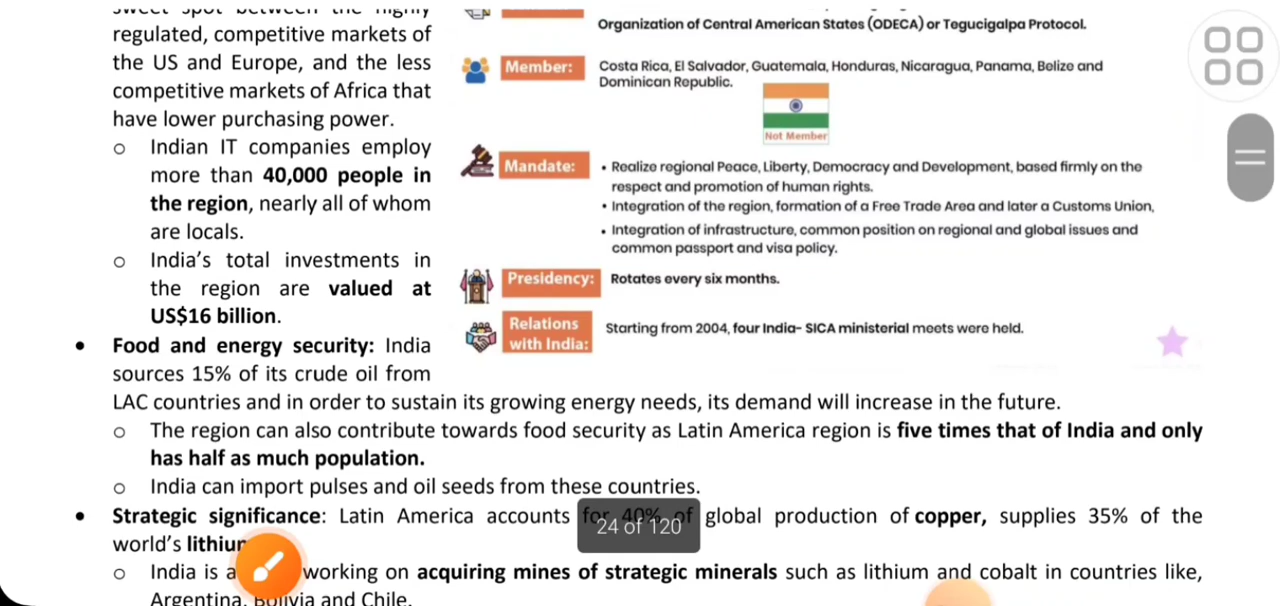 sweet spot between the highly
regulated, competitive markets of
the US and Europe, and the less
competitive markets of Africa that
have lower purchasing power.
o Indian IT companies employ
more than 40,000 people in
the region, nearly all of whom
are locals.
o India's total investments in
the region are valued at
US$16 billion.
Organization of Central American States (ODECA) or Tegucigalpa Protocol.
Member: Costa Rica, El Salvador, Guatemala, Honduras, Nicaragua, Panama, Belize and
Dominican Republic.
Not Member
Mandate: • Realize regional Peace, Liberty, Democracy and Development, based firmly on the
respect and promotion of human rights.
• Integration of the region, formation of a Free Trade Area and later a Customs Union,
• Integration of infrastructure, common position on regional and global issues and
common passport and visa policy.
Presidency: Rotates every six months.
Relations
with India: Starting from 2004, four India- SICA ministerial meets were held.
• Food and energy security: India
sources 15% of its crude oil from
LAC countries and in order to sustain its growing energy needs, its demand will increase in the future.
o The region can also contribute towards food security as Latin America region is five times that of India and only
has half as much population.
o India can import pulses and oil seeds from these countries.
• Strategic significance: Latin America accounts for 40% of global production of copper, supplies 35% of the
world's
24 of 120
o India is working on acquiring mines of strategic minerals such as lithium and cobalt in countries like,
Argentina, Bolivia and Chile.